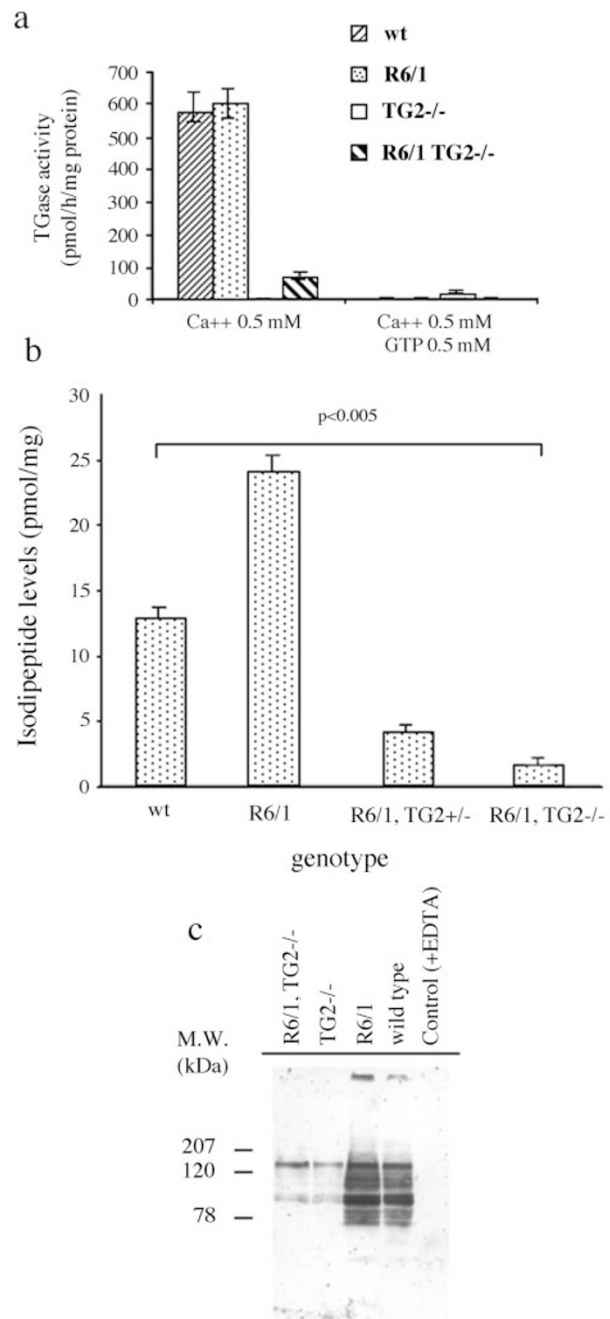 a
wt
R6/1
TG2-/-
R6/1 TG2-/-
TGase activity
(pmol/h/mg protein)
700
600
500
400
300
200
100
0
Ca++ 0.5 mM
Ca++ 0.5 mM
GTP 0.5 mM
b
Isodipeptide levels (pmol/mg)
30
25
20
15
10
5
0
p<0.005
wt
R6/1
R6/1, TG2+/-
R6/1, TG2-/-
genotype
c
M.W.
(kDa)
R6/1, TG2-/-
TG2-/-
R6/1
wild type
Control (+EDTA)
207
120
78